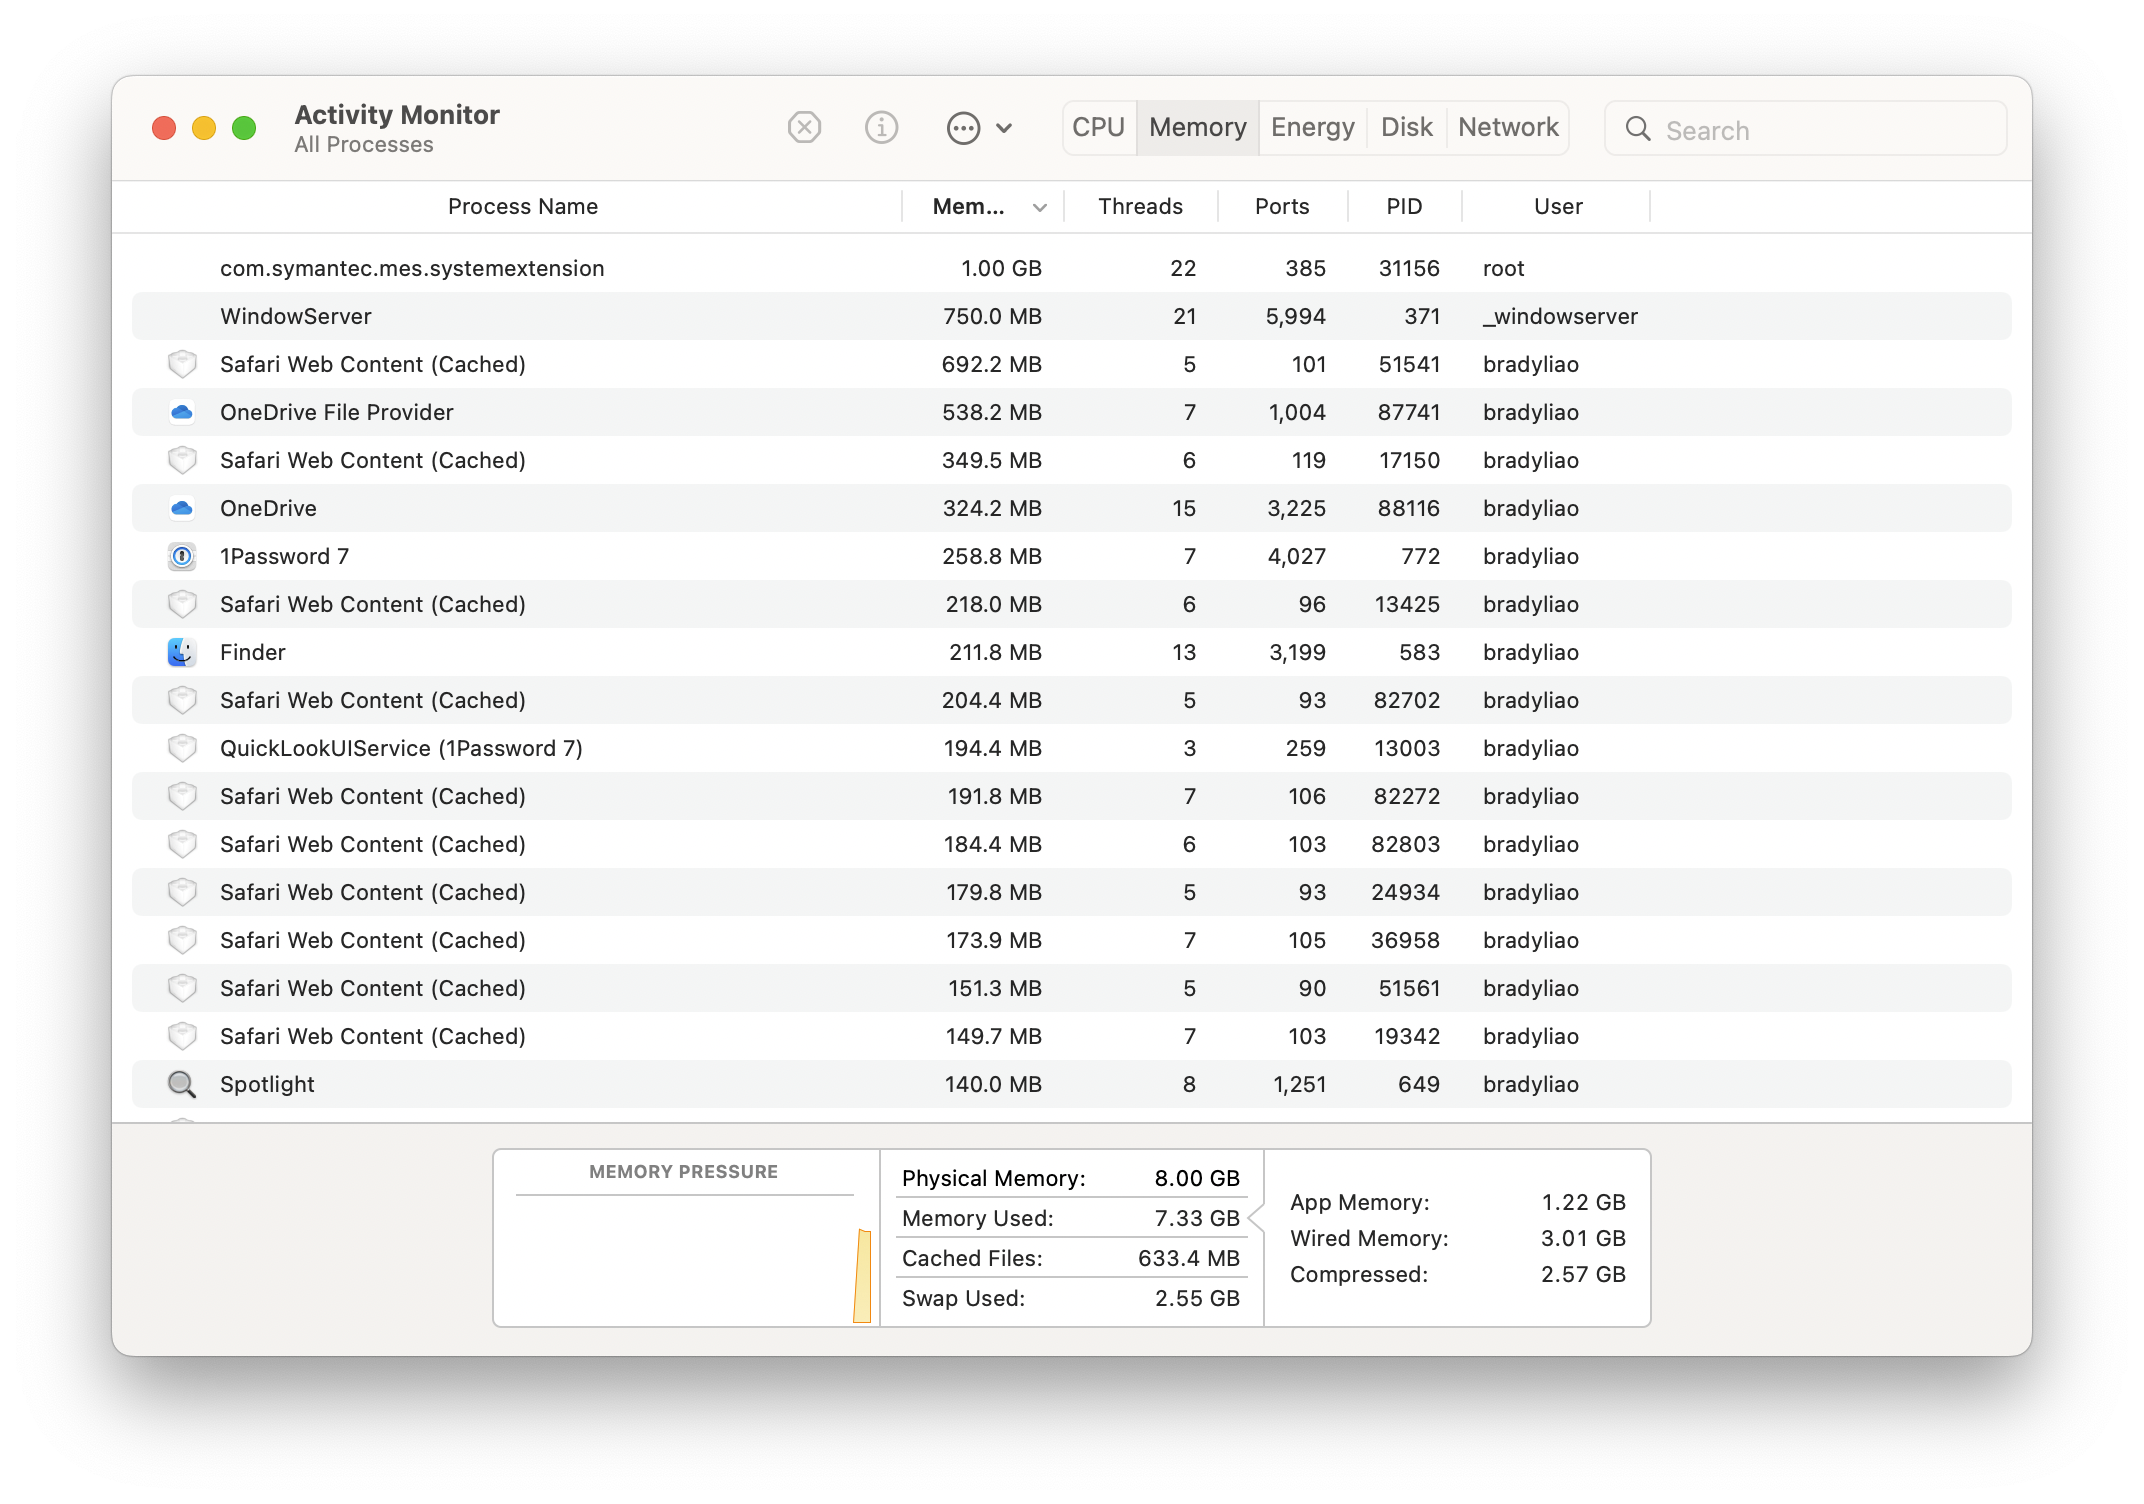 Activity Monitor
All Processes
CPU Memory Energy Disk Network Search
Process Name Mem... Threads Ports PID User
com.symantec.mes.systemextension 1.00 GB 22 385 31156 root
WindowServer 750.0 MB 21 5,994 371 _windowserver
Safari Web Content (Cached) 692.2 MB 5 101 51541 bradyliao
OneDrive File Provider 538.2 MB 7 1,004 87741 bradyliao
Safari Web Content (Cached) 349.5 MB 6 119 17150 bradyliao
OneDrive 324.2 MB 15 3,225 88116 bradyliao
1Password 7 258.8 MB 7 4,027 772 bradyliao
Safari Web Content (Cached) 218.0 MB 6 96 13425 bradyliao
Finder 211.8 MB 13 3,199 583 bradyliao
Safari Web Content (Cached) 204.4 MB 5 93 82702 bradyliao
QuickLookUIService (1Password 7) 194.4 MB 3 259 13003 bradyliao
Safari Web Content (Cached) 191.8 MB 7 106 82272 bradyliao
Safari Web Content (Cached) 184.4 MB 6 103 82803 bradyliao
Safari Web Content (Cached) 179.8 MB 5 93 24934 bradyliao
Safari Web Content (Cached) 173.9 MB 7 105 36958 bradyliao
Safari Web Content (Cached) 151.3 MB 5 90 51561 bradyliao
Safari Web Content (Cached) 149.7 MB 7 103 19342 bradyliao
Spotlight 140.0 MB 8 1,251 649 bradyliao
MEMORY PRESSURE
Physical Memory: 8.00 GB
Memory Used: 7.33 GB
Cached Files: 633.4 MB
Swap Used: 2.55 GB
App Memory: 1.22 GB
Wired Memory: 3.01 GB
Compressed: 2.57 GB